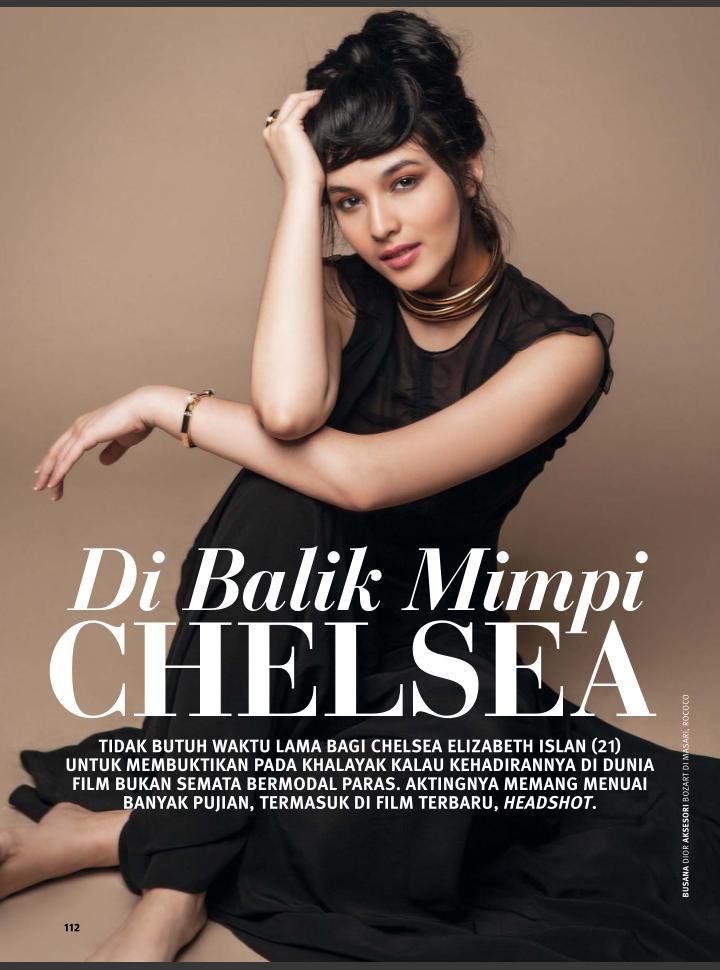 Di Balik Mimpi
CHELSEA
TIDAK BUTUH WAKTU LAMA BAGI CHELSEA ELIZABETH ISLAN (21)
UNTUK MEMBUKTIKAN PADA KHALAYAK KALAU KEHADIRANNYA DI DUNIA
FILM BUKAN SEMATA BERMODAL PARAS. AKTINGNYA MEMANG MENUAI
BANYAK PUJIAN, TERMASUK DI FILM TERBARU, HEADSHOT.
BUSANA DIOR AKSESORI BOZART DI MASARI, ROCOCO
112